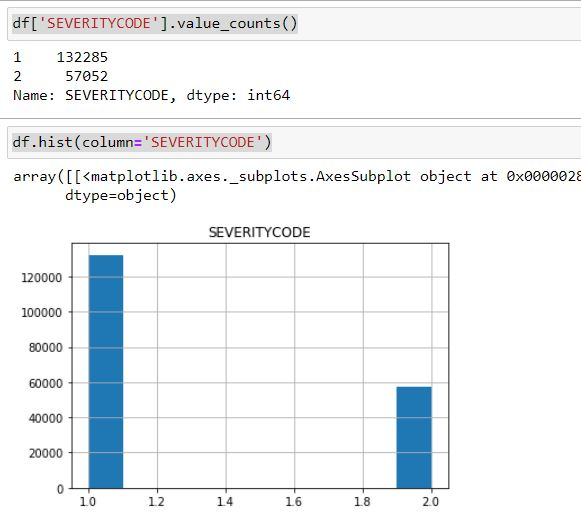 df['SEVERITYCODE'].value_counts()
1    132285
2     57052
Name: SEVERITYCODE, dtype: int64
df.hist(column='SEVERITYCODE')
array([[<matplotlib.axes._subplots.AxesSubplot object at 0x0000028
dtype=object)
SEVERITYCODE
120000
100000
80000
60000
40000
20000
0
1.0 1.2 1.4 1.6 1.8 2.0